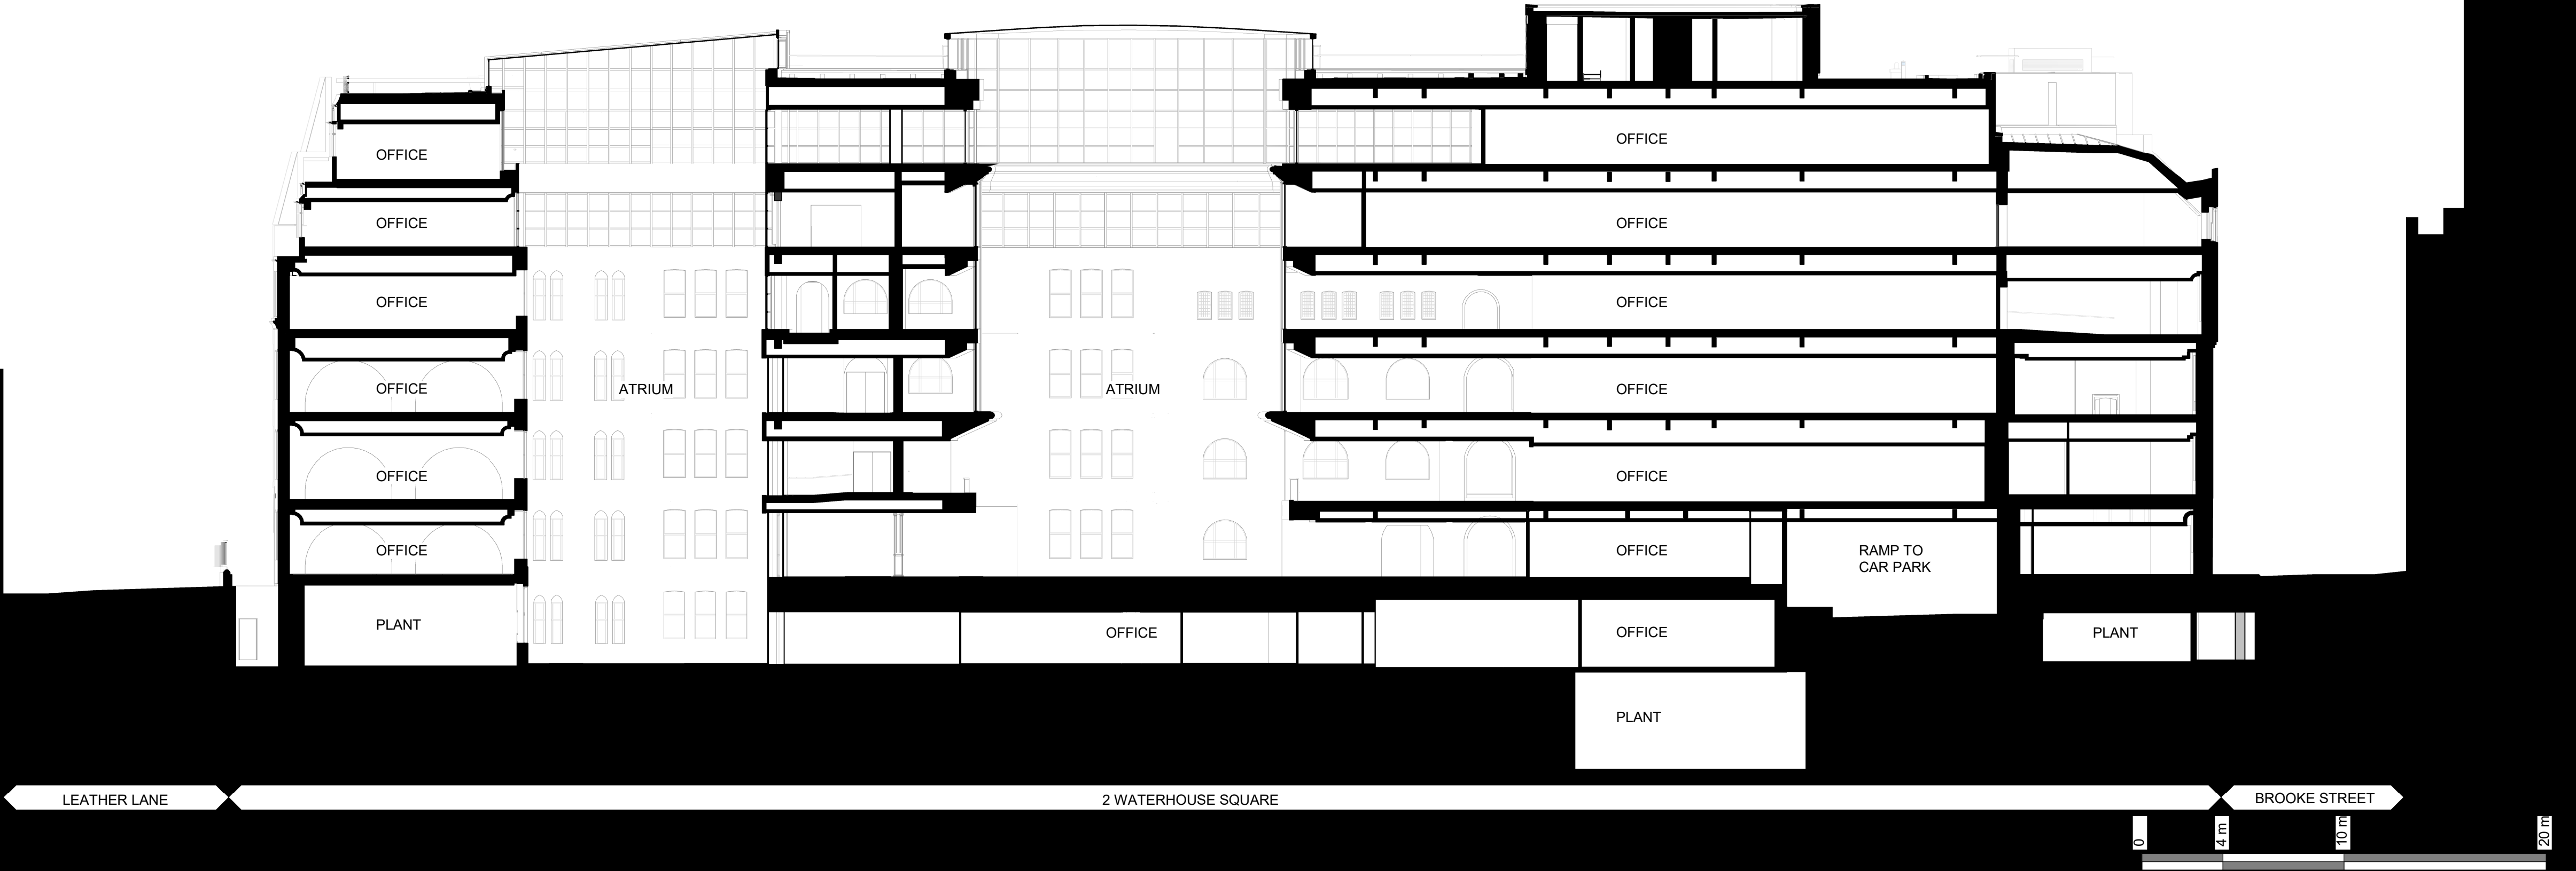 OFFICE
OFFICE
OFFICE
OFFICE
OFFICE
OFFICE
OFFICE
OFFICE
ATRIUM
ATRIUM
OFFICE
OFFICE
OFFICE
OFFICE
OFFICE
RAMP TO
CAR PARK
PLANT
OFFICE
OFFICE
PLANT
PLANT
LEATHER LANE
2 WATERHOUSE SQUARE
BROOKE STREET
0
4 m
10 m
20 m